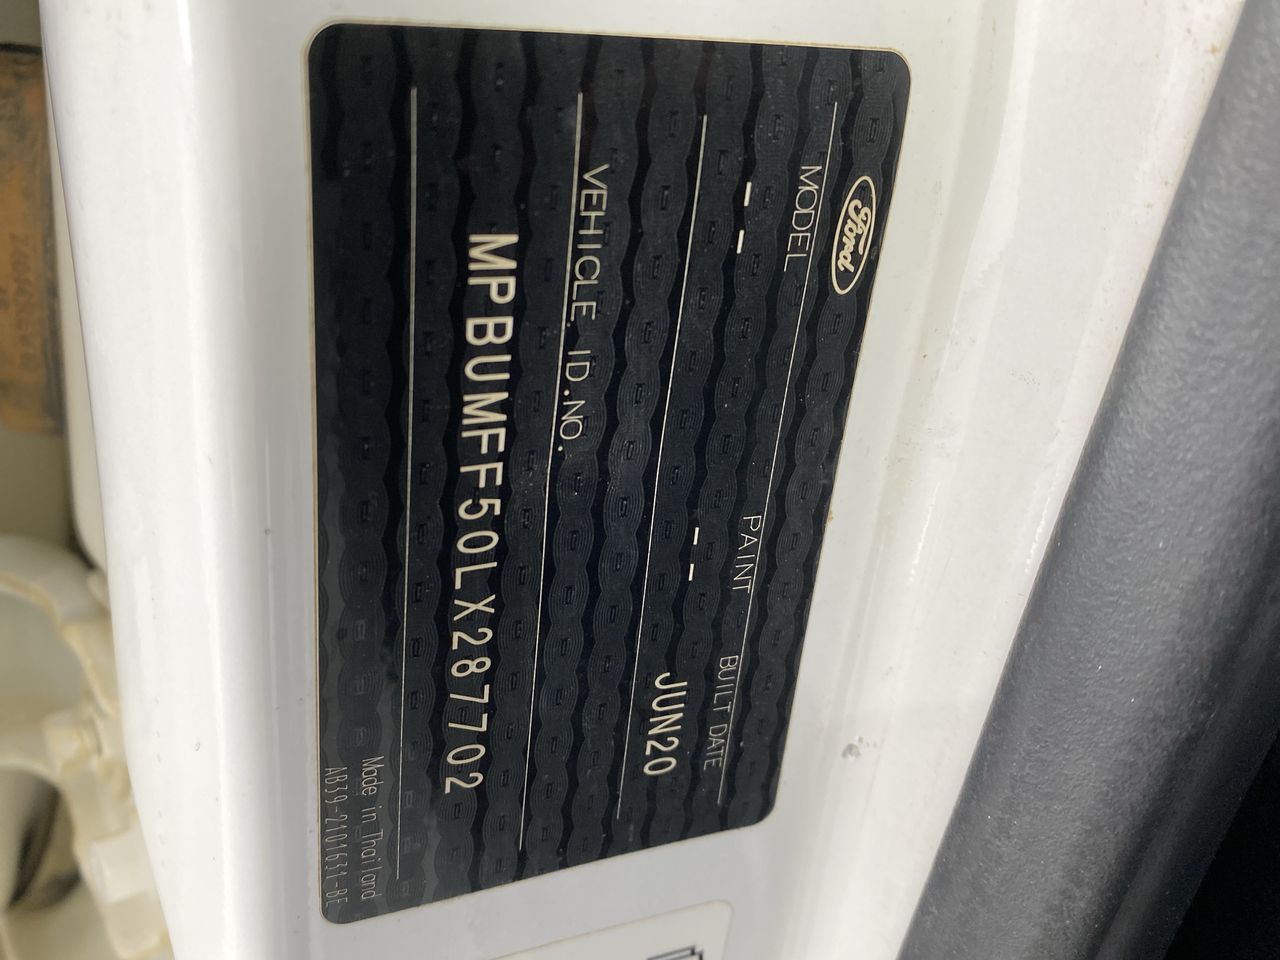 Ford
MODEL PAINT BUILT DATE
-- -- JUN20
VEHICLE ID.NO.
MPBUMFF50LX287702
Made in Thailand
AB39-2101631-BE